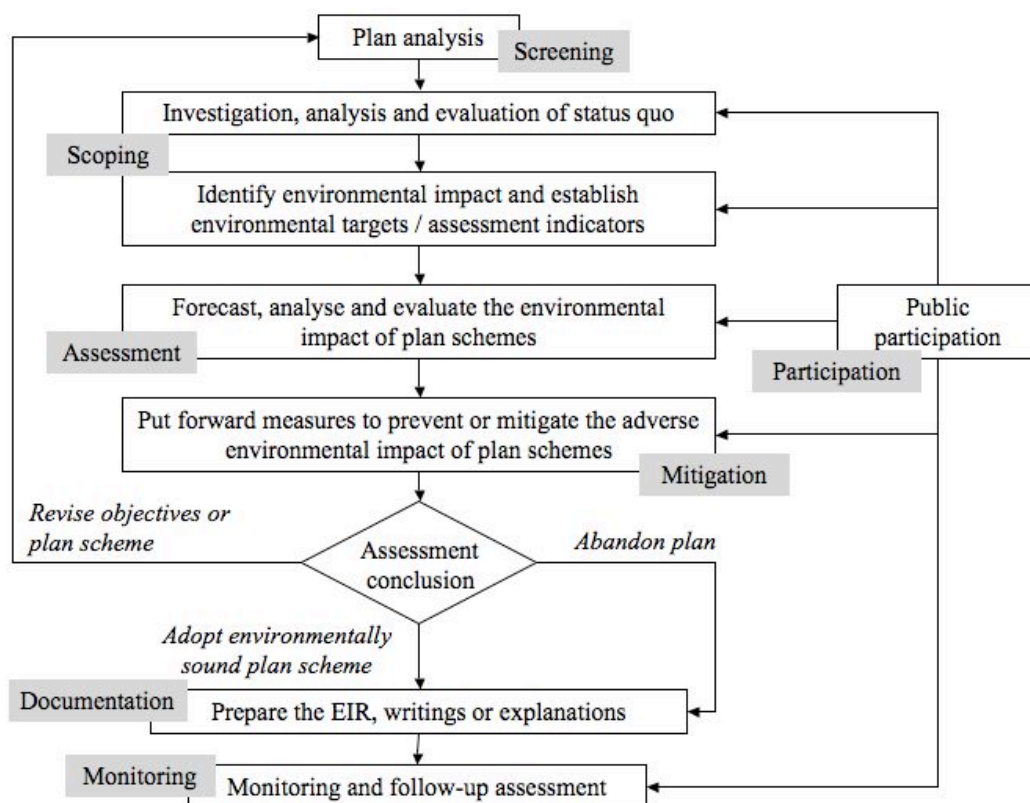 Plan analysis
Screening
Investigation, analysis and evaluation of status quo
Scoping
Identify environmental impact and establish
environmental targets / assessment indicators
Forecast, analyse and evaluate the environmental
impact of plan schemes
Assessment
Public
participation
Participation
Put forward measures to prevent or mitigate the adverse
environmental impact of plan schemes
Mitigation
Revise objectives or
plan scheme
Assessment
conclusion
Abandon plan
Adopt environmentally
sound plan scheme
Documentation
Prepare the EIR, writings or explanations
Monitoring
Monitoring and follow-up assessment